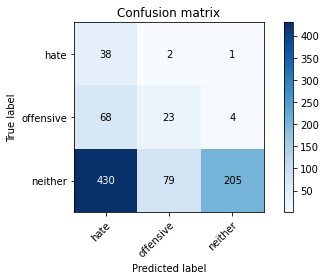 Confusion matrix
hate 38 2 1
offensive 68 23 4
neither 430 79 205
hate offensive neither
True label
Predicted label
400
350
300
250
200
150
100
50